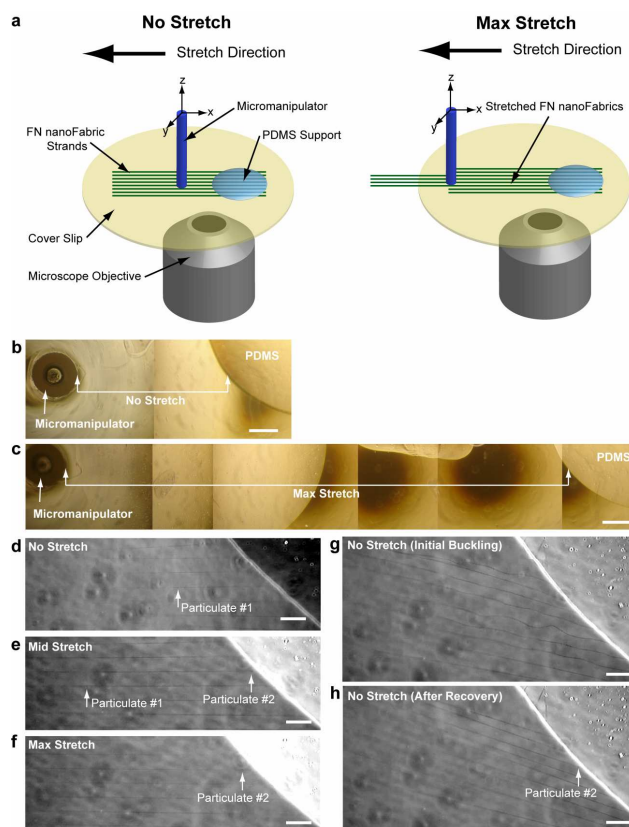 a
No Stretch
Stretch Direction
z
x
y
Micromanipulator
FN nanoFabric
Strands
PDMS Support
Cover Slip
Microscope Objective
Max Stretch
Stretch Direction
z
x
y
Stretched FN nanoFabrics
b
PDMS
No Stretch
Micromanipulator
c
PDMS
Max Stretch
Micromanipulator
d
No Stretch
Particulate #1
e
Mid Stretch
Particulate #1
Particulate #2
f
Max Stretch
Particulate #2
g
No Stretch (Initial Buckling)
h
No Stretch (After Recovery)
Particulate #2